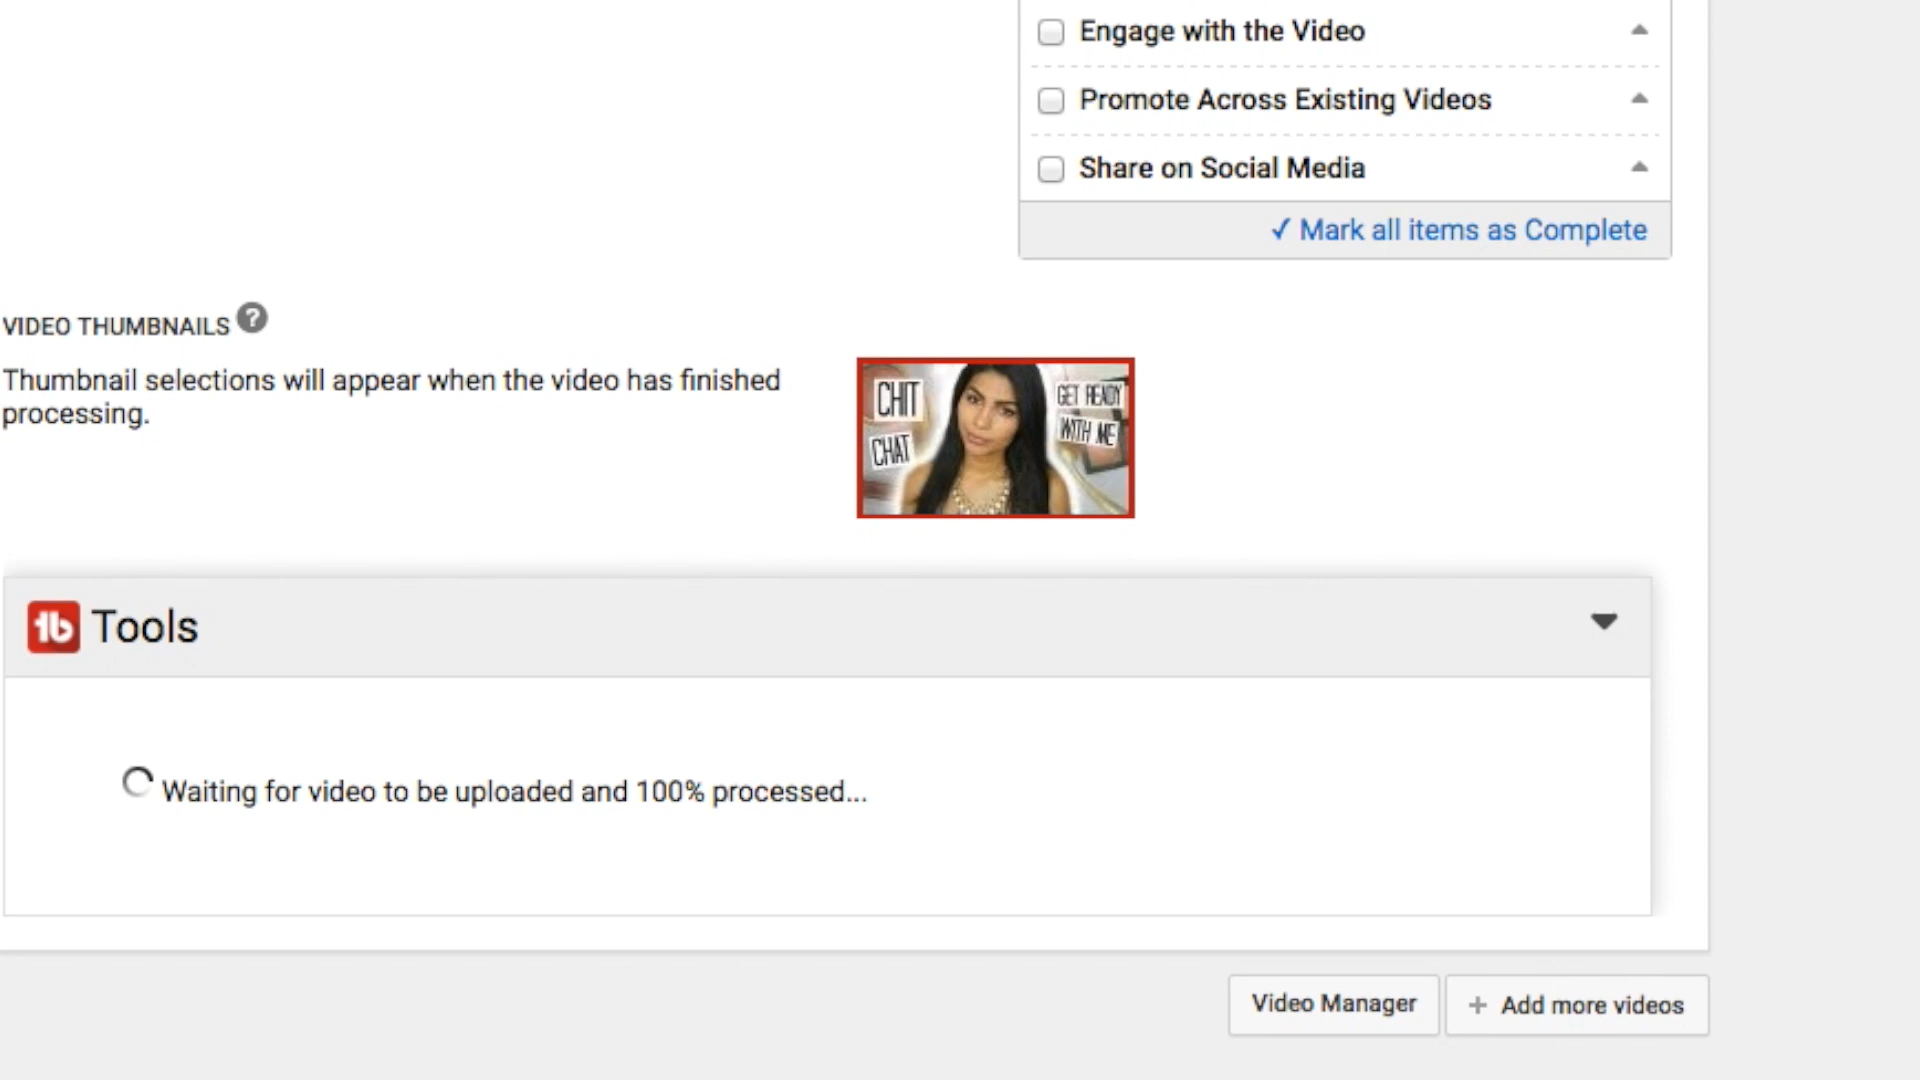 Engage with the Video
Promote Across Existing Videos
Share on Social Media
✓ Mark all items as Complete
VIDEO THUMBNAILS ?
Thumbnail selections will appear when the video has finished
processing.
CHIT
CHAT
GET READY
WITH ME
tb Tools
Waiting for video to be uploaded and 100% processed...
Video Manager
+ Add more videos